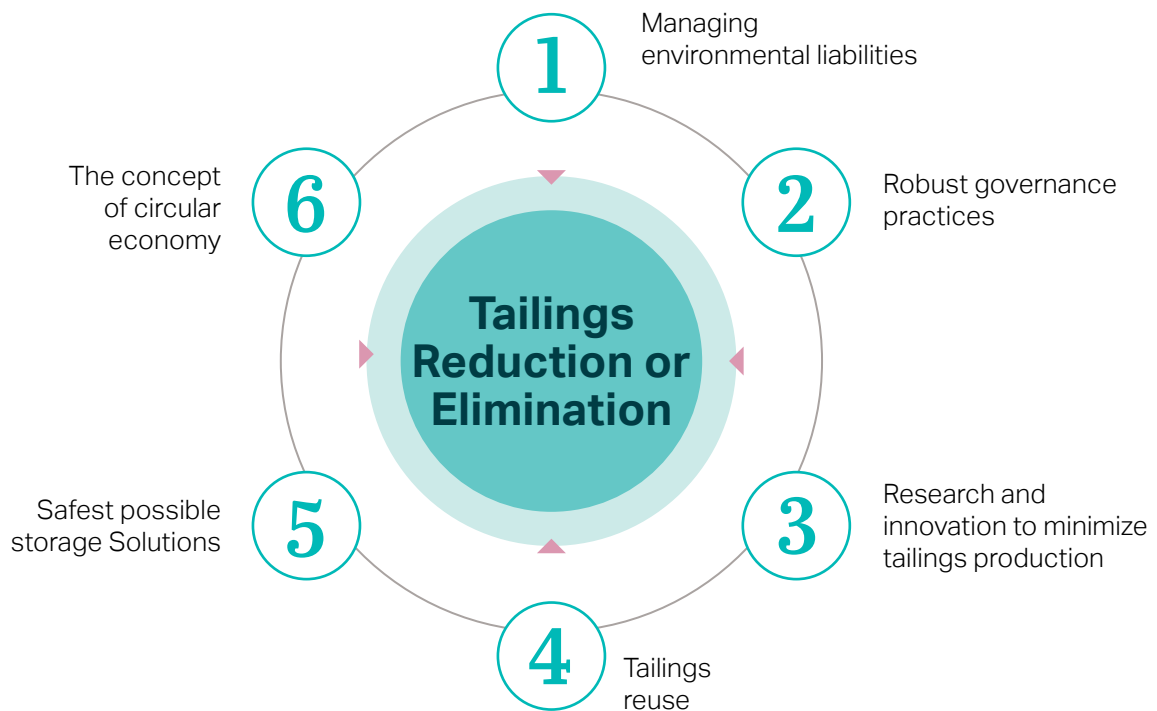 1
Managing
environmental liabilities
2
Robust governance
practices
3
Research and
innovation to minimize
tailings production
4
Tailings
reuse
5
Safest possible
storage Solutions
6
The concept
of circular
economy
Tailings
Reduction or
Elimination